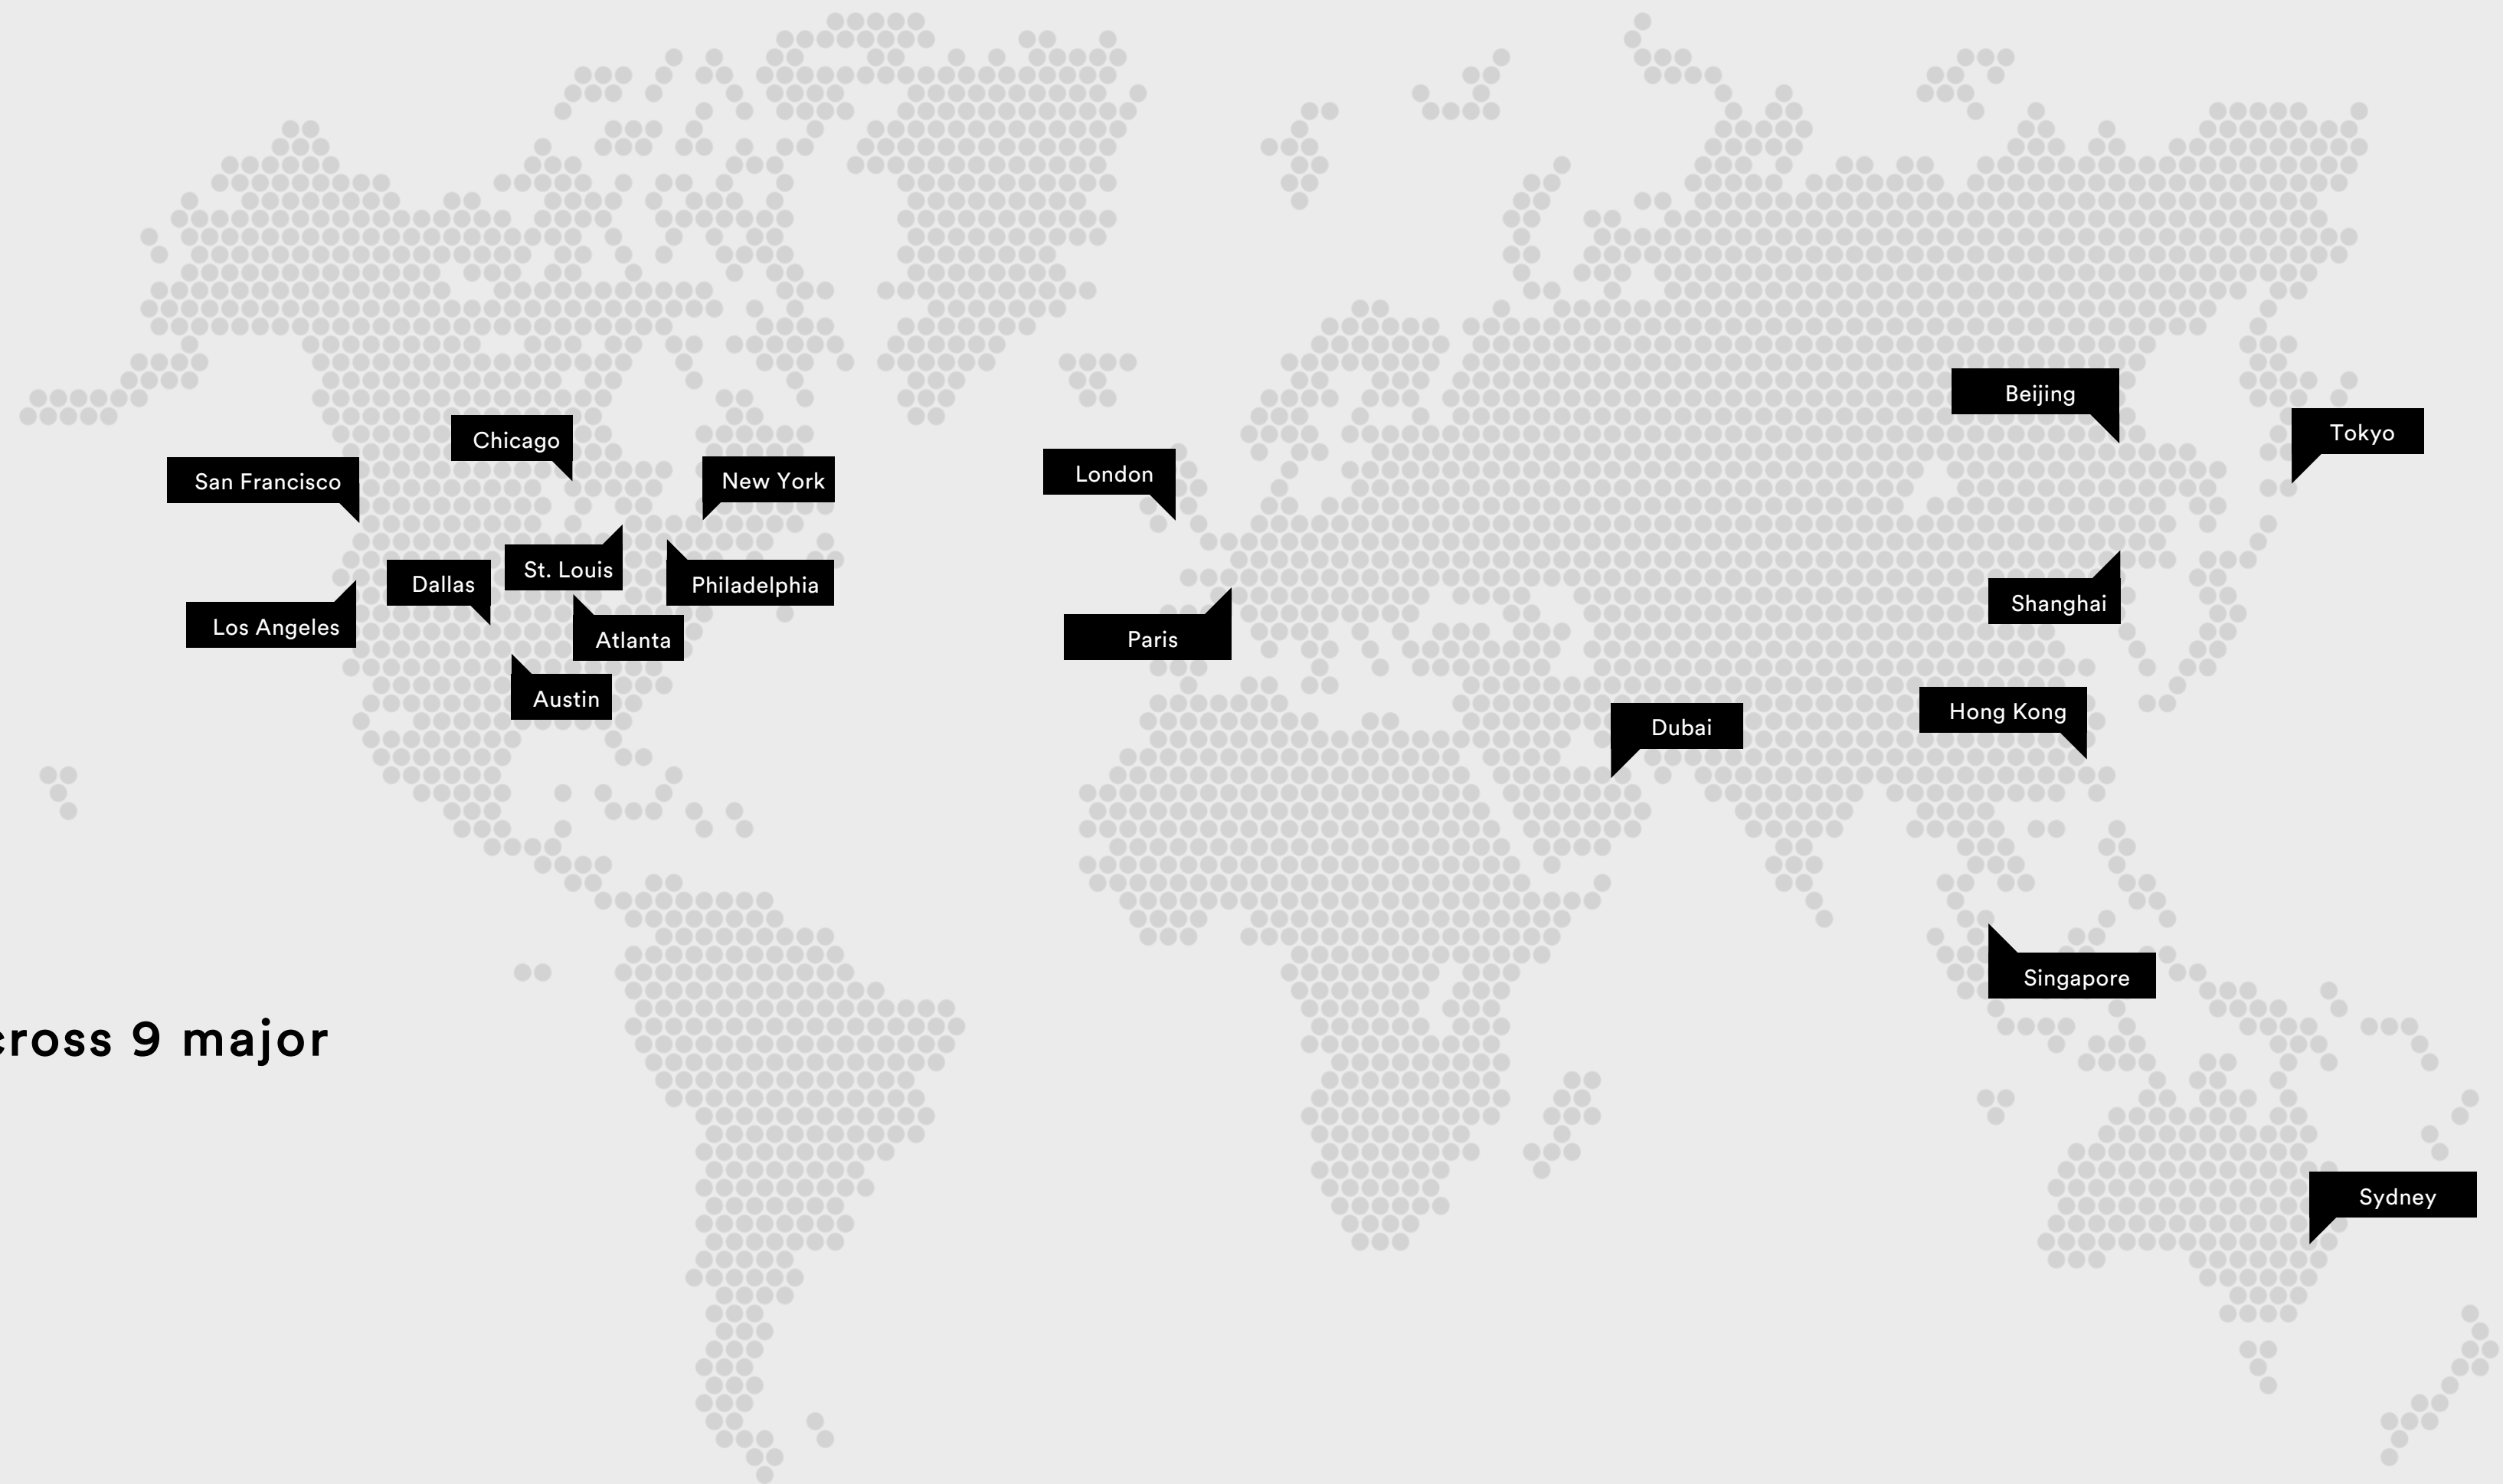 Beijing
Tokyo
Chicago
London
New York
San Francisco
St. Louis
Dallas
Philadelphia
Shanghai
Los Angeles
Atlanta
Paris
Austin
Hong Kong
Dubai
Singapore
9 major
Sydney